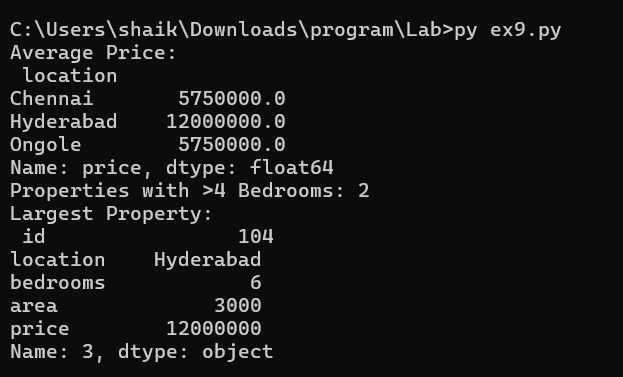 C:\Users\shaik\Downloads\program\Lab>py ex9.py
Average Price:
 location
Chennai       5750000.0
Hyderabad    12000000.0
Ongole        5750000.0
Name: price, dtype: float64
Properties with >4 Bedrooms: 2
Largest Property:
 id                104
location    Hyderabad
bedrooms            6
area             3000
price        12000000
Name: 3, dtype: object